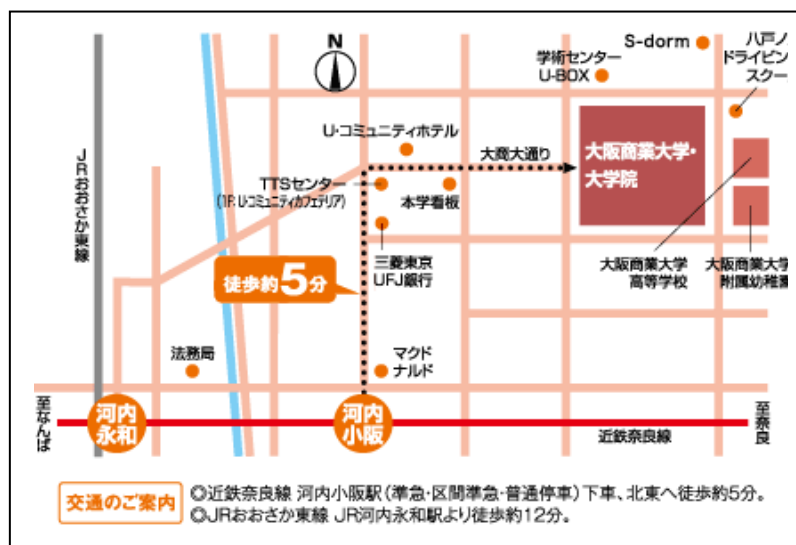 S-dorm
八戸ノ
ドライビン
スクー
N
学術センター
U-BOX
U・コミュニティホテル
大商大通り
大阪商業大学・
大学院
JRおおさか東線
TTSセンター
(1F: U・コミュニティカフェテリア)
本学看板
三菱東京
UFJ銀行
大阪商業大学
高等学校
大阪商業大学
附属幼稚園
徒歩約5分
法務局
マクド
ナルド
至なんば
河内
永和
河内
小阪
近鉄奈良線
至奈良
交通のご案内
◎近鉄奈良線 河内小阪駅(準急・区間準急・普通停車)下車、北東へ徒歩約5分。
◎JRおおさか東線 JR河内永和駅より徒歩約12分。